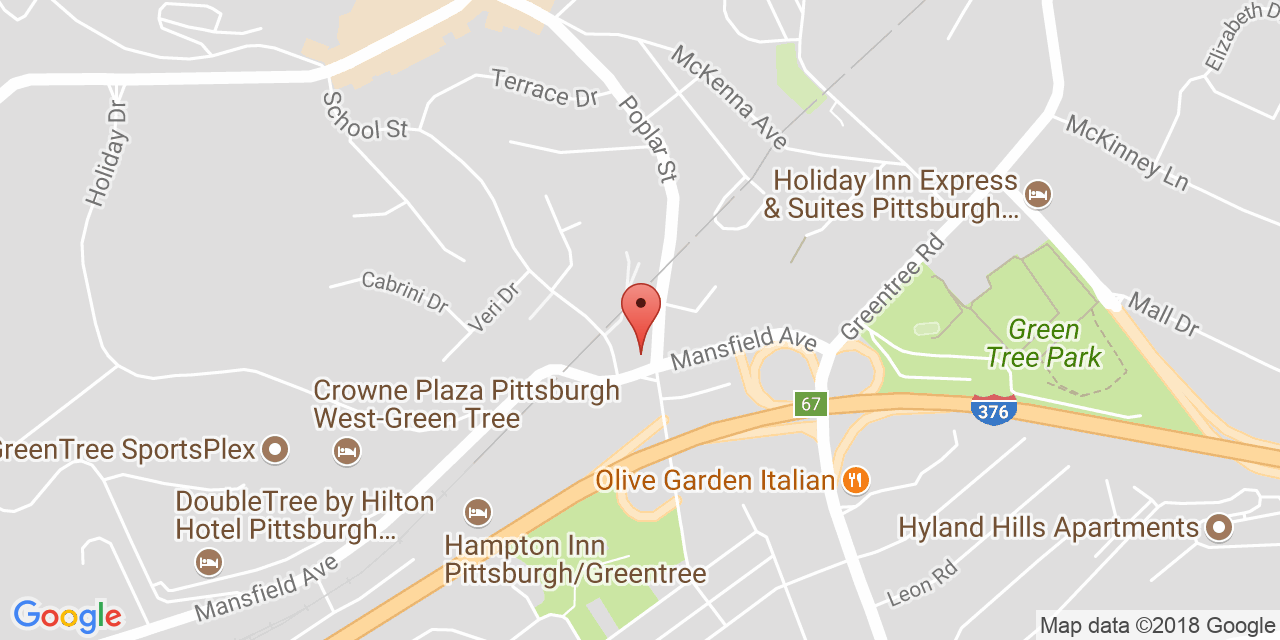 Elizabeth D
McKenna Ave
Terrace Dr
Poplar St
School St
Holiday Dr
McKinney Ln
Holiday Inn Express
& Suites Pittsburgh...
Greentree Rd
Cabrini Dr
Veri Dr
Mall Dr
Green
Tree Park
Mansfield Ave
Crowne Plaza Pittsburgh
West-Green Tree
67
376
GreenTree SportsPlex
Olive Garden Italian
DoubleTree by Hilton
Hotel Pittsburgh...
Hyland Hills Apartments
Hampton Inn
Pittsburgh/Greentree
Mansfield Ave
Leon Rd
Google
Map data ©2018 Google